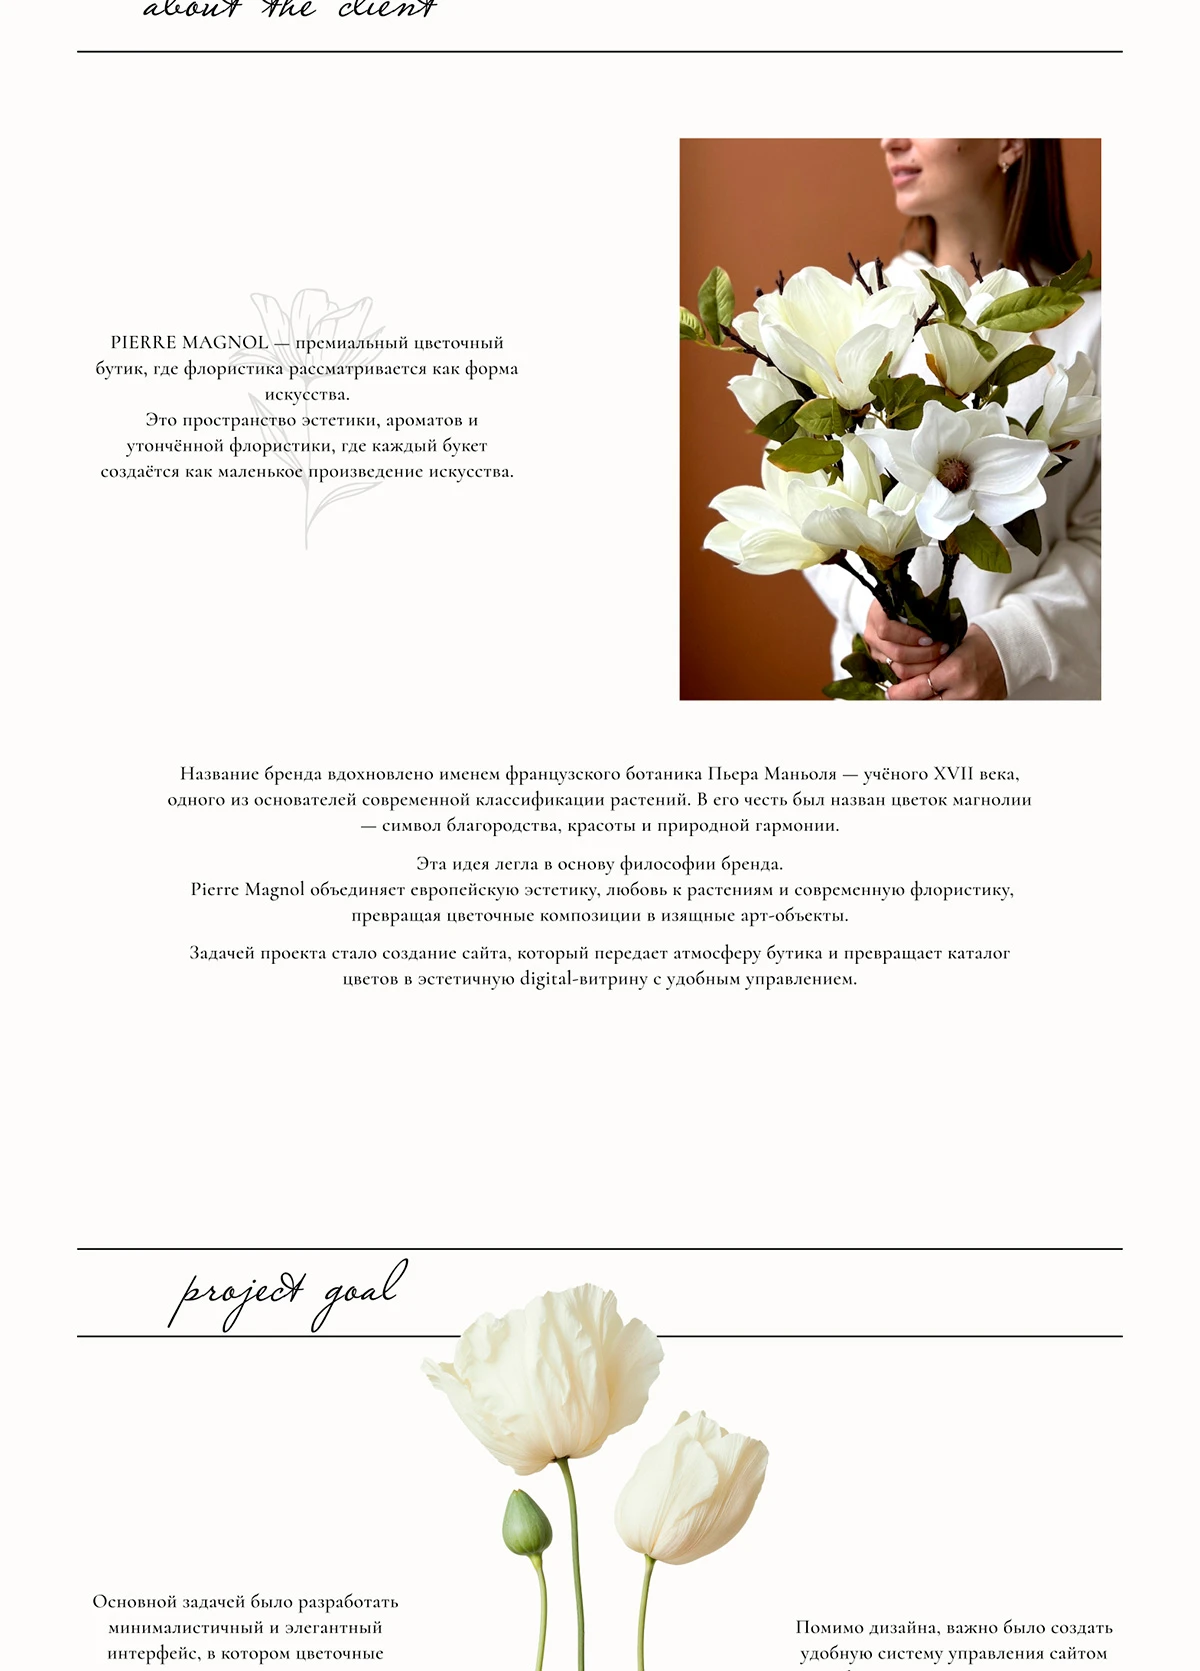 about the client
PIERRE MAGNOL — премиальный цветочный
бутик, где флористика рассматривается как форма
искусства.
Это пространство эстетики, ароматов и
утончённой флористики, где каждый букет
создаётся как маленькое произведение искусства.
Название бренда вдохновлено именем французского ботаника Пьера Маньоля — учёного XVII века,
одного из основателей современной классификации растений. В его честь был назван цветок магнолии
— символ благородства, красоты и природной гармонии.
Эта идея легла в основу философии бренда.
Pierre Magnol объединяет европейскую эстетику, любовь к растениям и современную флористику,
превращая цветочные композиции в изящные арт-объекты.
Задачей проекта стало создание сайта, который передает атмосферу бутика и превращает каталог
цветов в эстетичную digital-витрину с удобным управлением.
project goal
Основной задачей было разработать
минималистичный и элегантный
интерфейс, в котором цветочные
Помимо дизайна, важно было создать
удобную систему управления сайтом